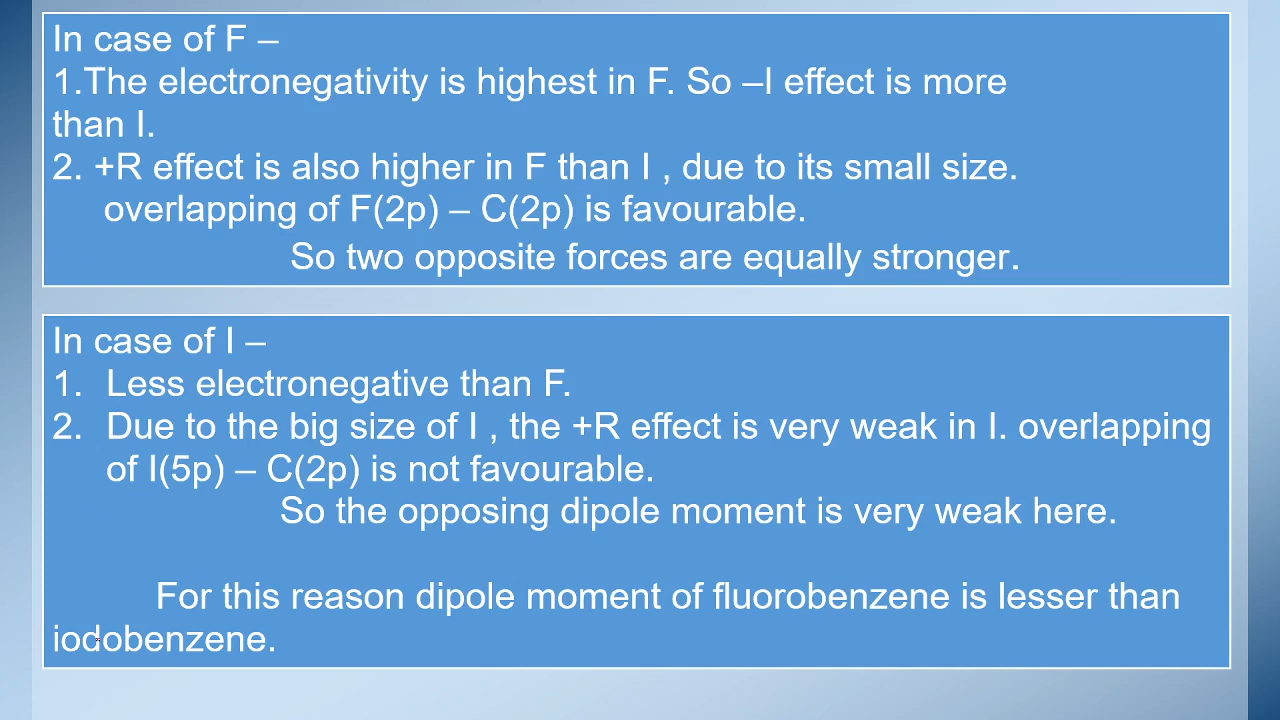 In case of F –
1.The electronegativity is highest in F. So –I effect is more
than I.
2. +R effect is also higher in F than I , due to its small size.
overlapping of F(2p) – C(2p) is favourable.
So two opposite forces are equally stronger.
In case of I –
1. Less electronegative than F.
2. Due to the big size of I , the +R effect is very weak in I. overlapping
of I(5p) – C(2p) is not favourable.
So the opposing dipole moment is very weak here.
For this reason dipole moment of fluorobenzene is lesser than
iodobenzene.